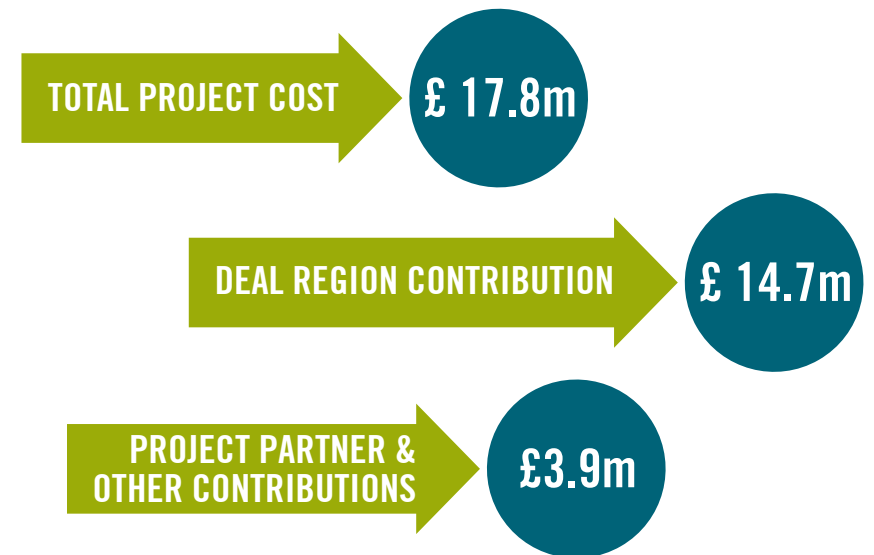 TOTAL PROJECT COST
£ 17.8m
DEAL REGION CONTRIBUTION
£ 14.7m
PROJECT PARTNER &
OTHER CONTRIBUTIONS
£3.9m